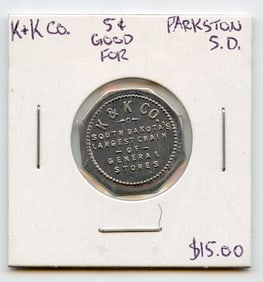 K+K Co.
5¢
GOOD
FOR
PARKSTON
S.D.
K & K CO.
SOUTH DAKOTA'S
LARGEST CHAIN
- OF -
GENERAL
STORES
$15.00